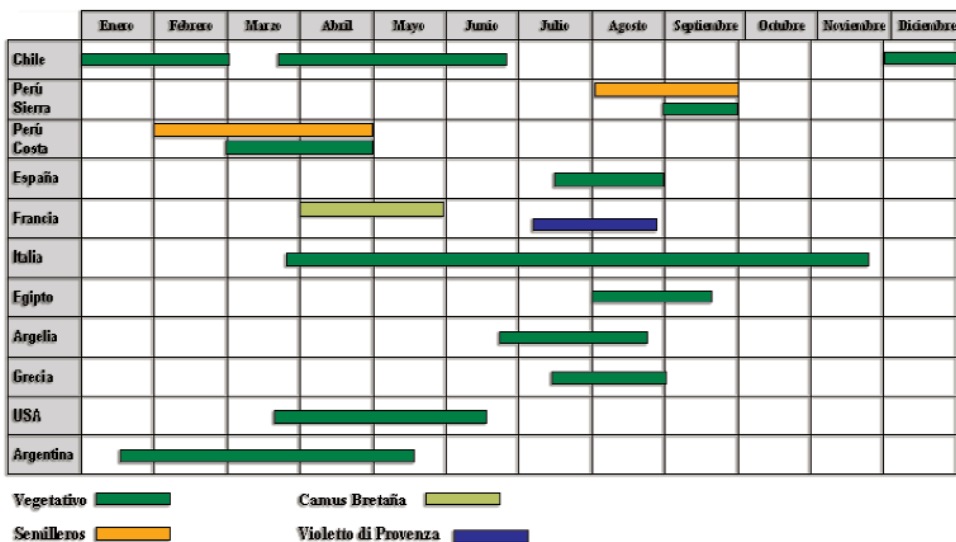 Enero Febrero Marzo Abril Mayo Junio Julio Agosto Septiembre Octubre Noviembre Diciembre
Chile
Perú
Sierra
Perú
Costa
España
Francia
Italia
Egipto
Argelia
Grecia
USA
Argentina
Vegetativo Camus Bretaña
Semilleros Violetto di Provenza